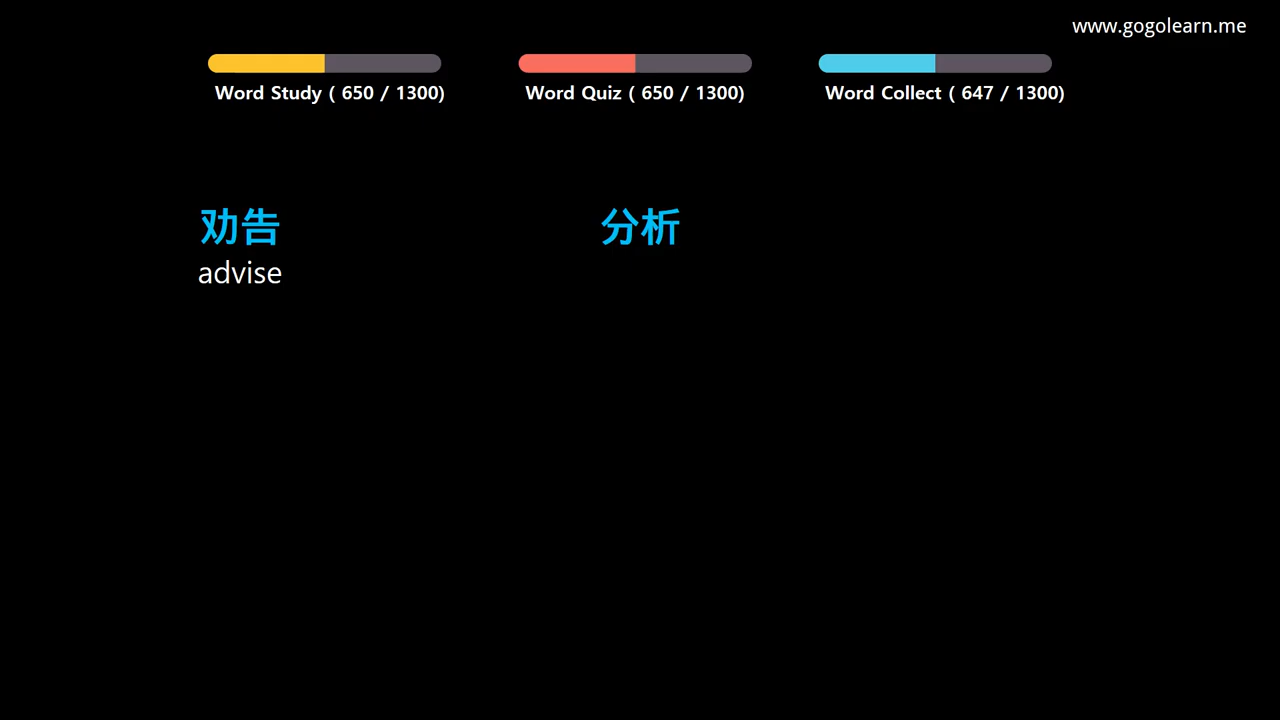 www.gogolearn.me
Word Study ( 650 / 1300)
Word Quiz ( 650 / 1300)
Word Collect ( 647 / 1300)
劝告
advise
分析